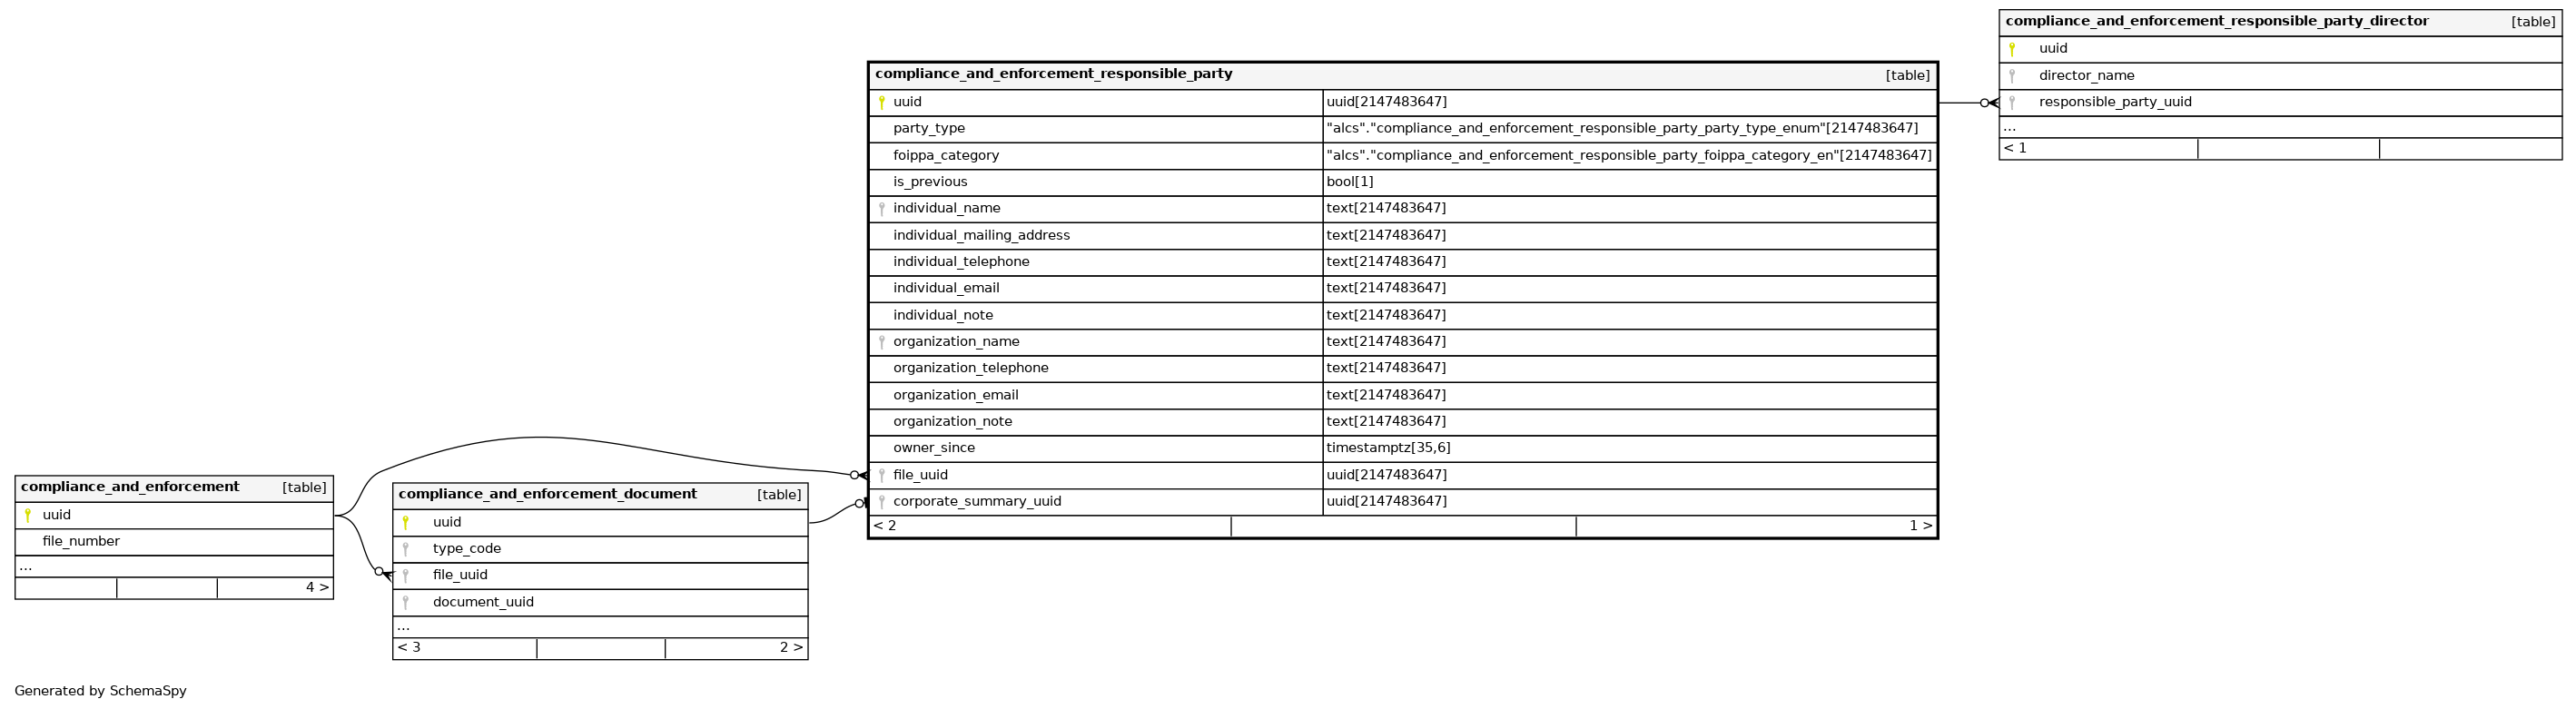 compliance_and_enforcement_responsible_party_director [table]
uuid
director_name
responsible_party_uuid
...
< 1
compliance_and_enforcement_responsible_party [table]
uuid uuid[2147483647]
party_type "alcs"."compliance_and_enforcement_responsible_party_party_type_enum"[2147483647]
foippa_category "alcs"."compliance_and_enforcement_responsible_party_foippa_category_en"[2147483647]
is_previous bool[1]
individual_name text[2147483647]
individual_mailing_address text[2147483647]
individual_telephone text[2147483647]
individual_email text[2147483647]
individual_note text[2147483647]
organization_name text[2147483647]
organization_telephone text[2147483647]
organization_email text[2147483647]
organization_note text[2147483647]
owner_since timestamptz[35,6]
file_uuid uuid[2147483647]
corporate_summary_uuid uuid[2147483647]
< 2 1 >
compliance_and_enforcement [table]
uuid
file_number
...
4 >
compliance_and_enforcement_document [table]
uuid
type_code
file_uuid
document_uuid
...
< 3 2 >
Generated by SchemaSpy